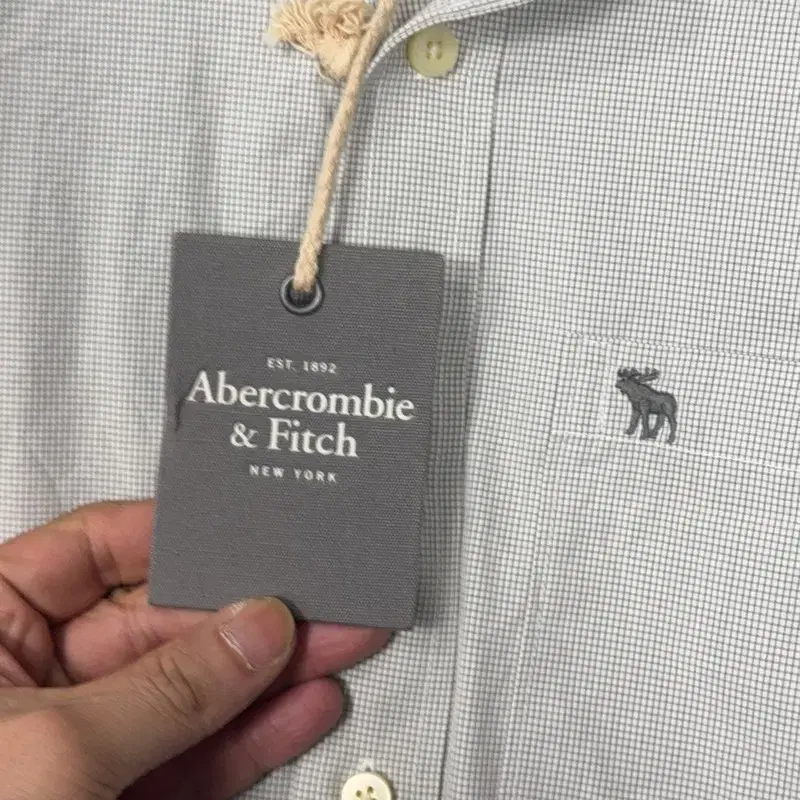 EST. 1892
Abercrombie
& Fitch
NEW YORK